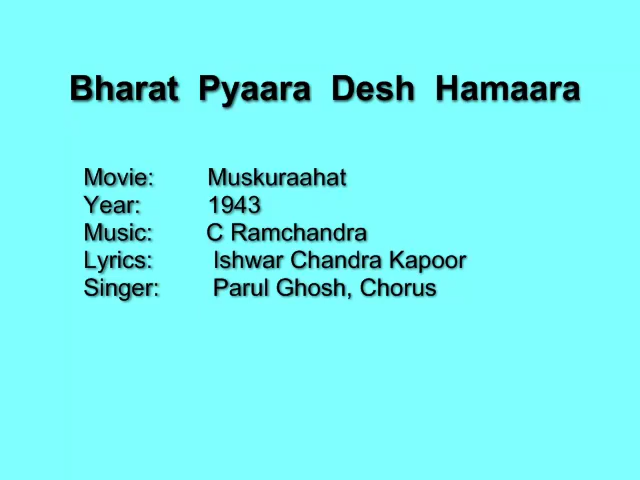 Bharat Pyaara Desh Hamaara
Movie: Muskuraahat
Year: 1943
Music: C Ramchandra
Lyrics: Ishwar Chandra Kapoor
Singer: Parul Ghosh, Chorus